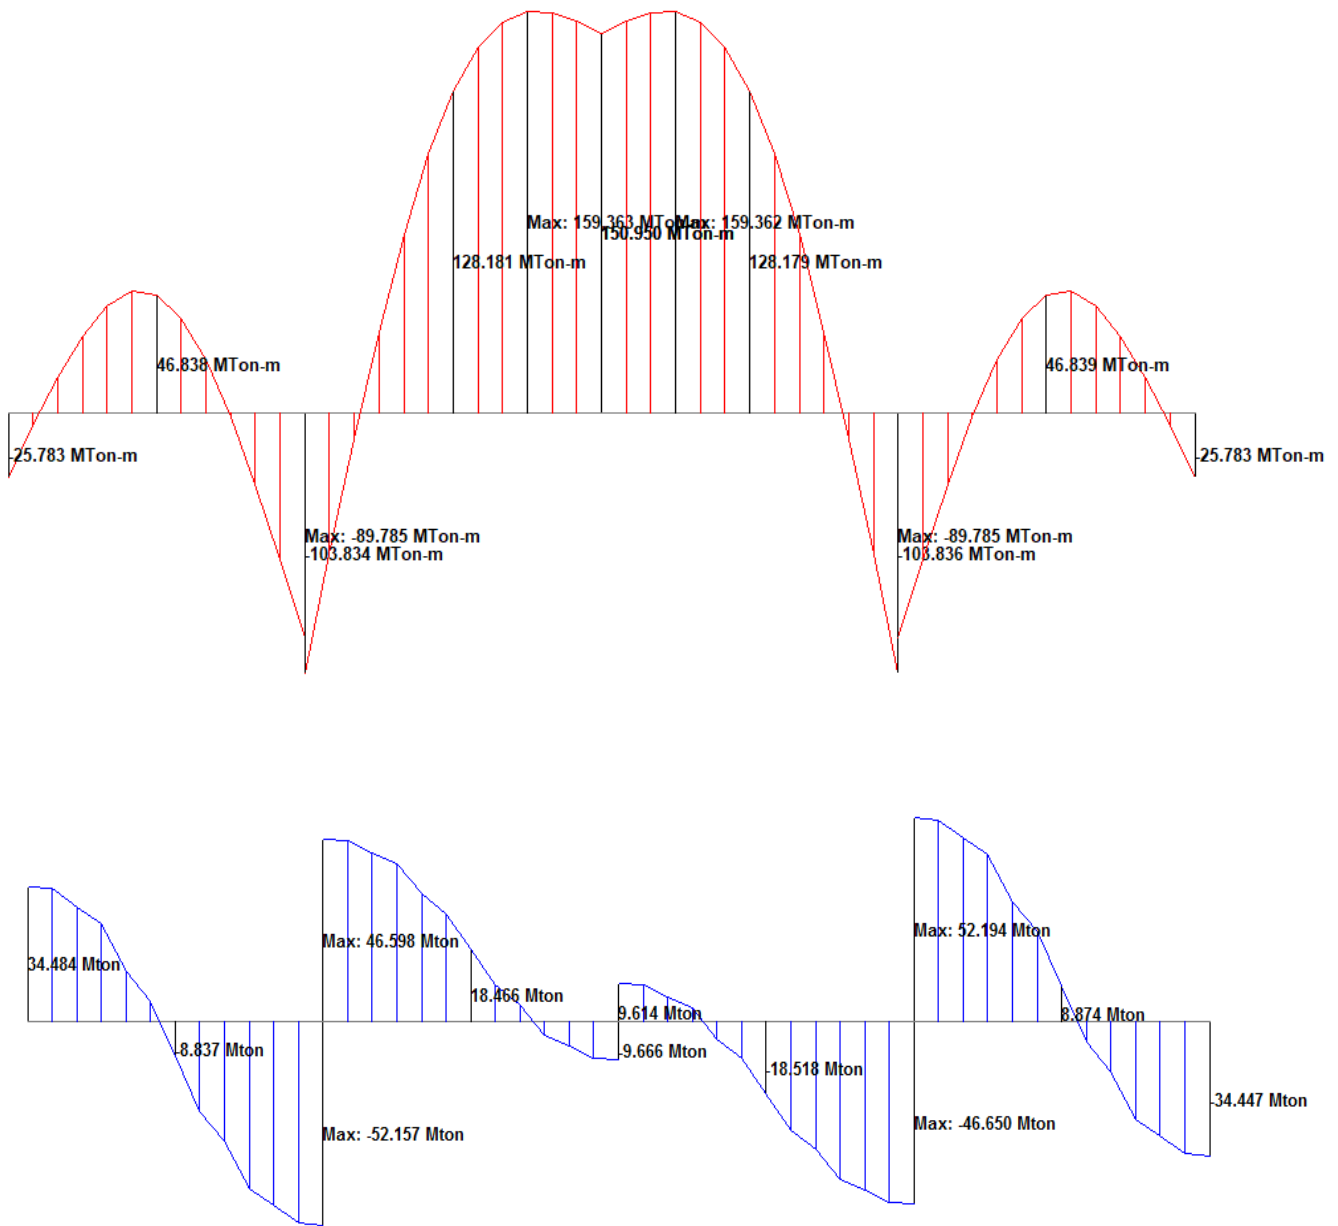 Max: 159.363 MTon-m
Max: 159.362 MTon-m
150.950 MTon-m
128.181 MTon-m
128.179 MTon-m
46.838 MTon-m
46.839 MTon-m
-25.783 MTon-m
-25.783 MTon-m
Max: -89.785 MTon-m
-103.834 MTon-m
Max: -89.785 MTon-m
-103.836 MTon-m
Max: 52.194 Mton
Max: 46.598 Mton
34.484 Mton
18.466 Mton
9.614 Mton
8.874 Mton
-8.837 Mton
-9.666 Mton
-18.518 Mton
-34.447 Mton
Max: -46.650 Mton
Max: -52.157 Mton